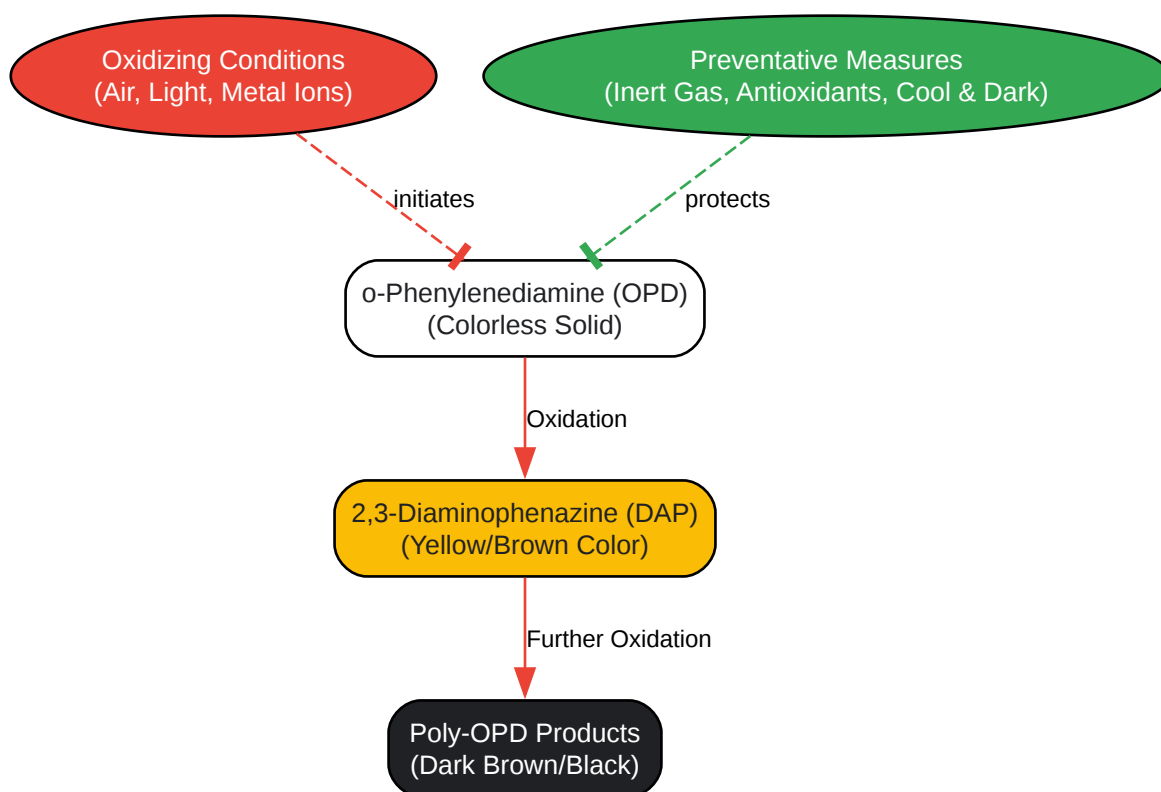 Oxidizing Conditions
(Air, Light, Metal Ions)
Preventative Measures
(Inert Gas, Antioxidants, Cool & Dark)
initiates
protects
o-Phenylenediamine (OPD)
(Colorless Solid)
Oxidation
2,3-Diaminophenazine (DAP)
(Yellow/Brown Color)
Further Oxidation
Poly-OPD Products
(Dark Brown/Black)